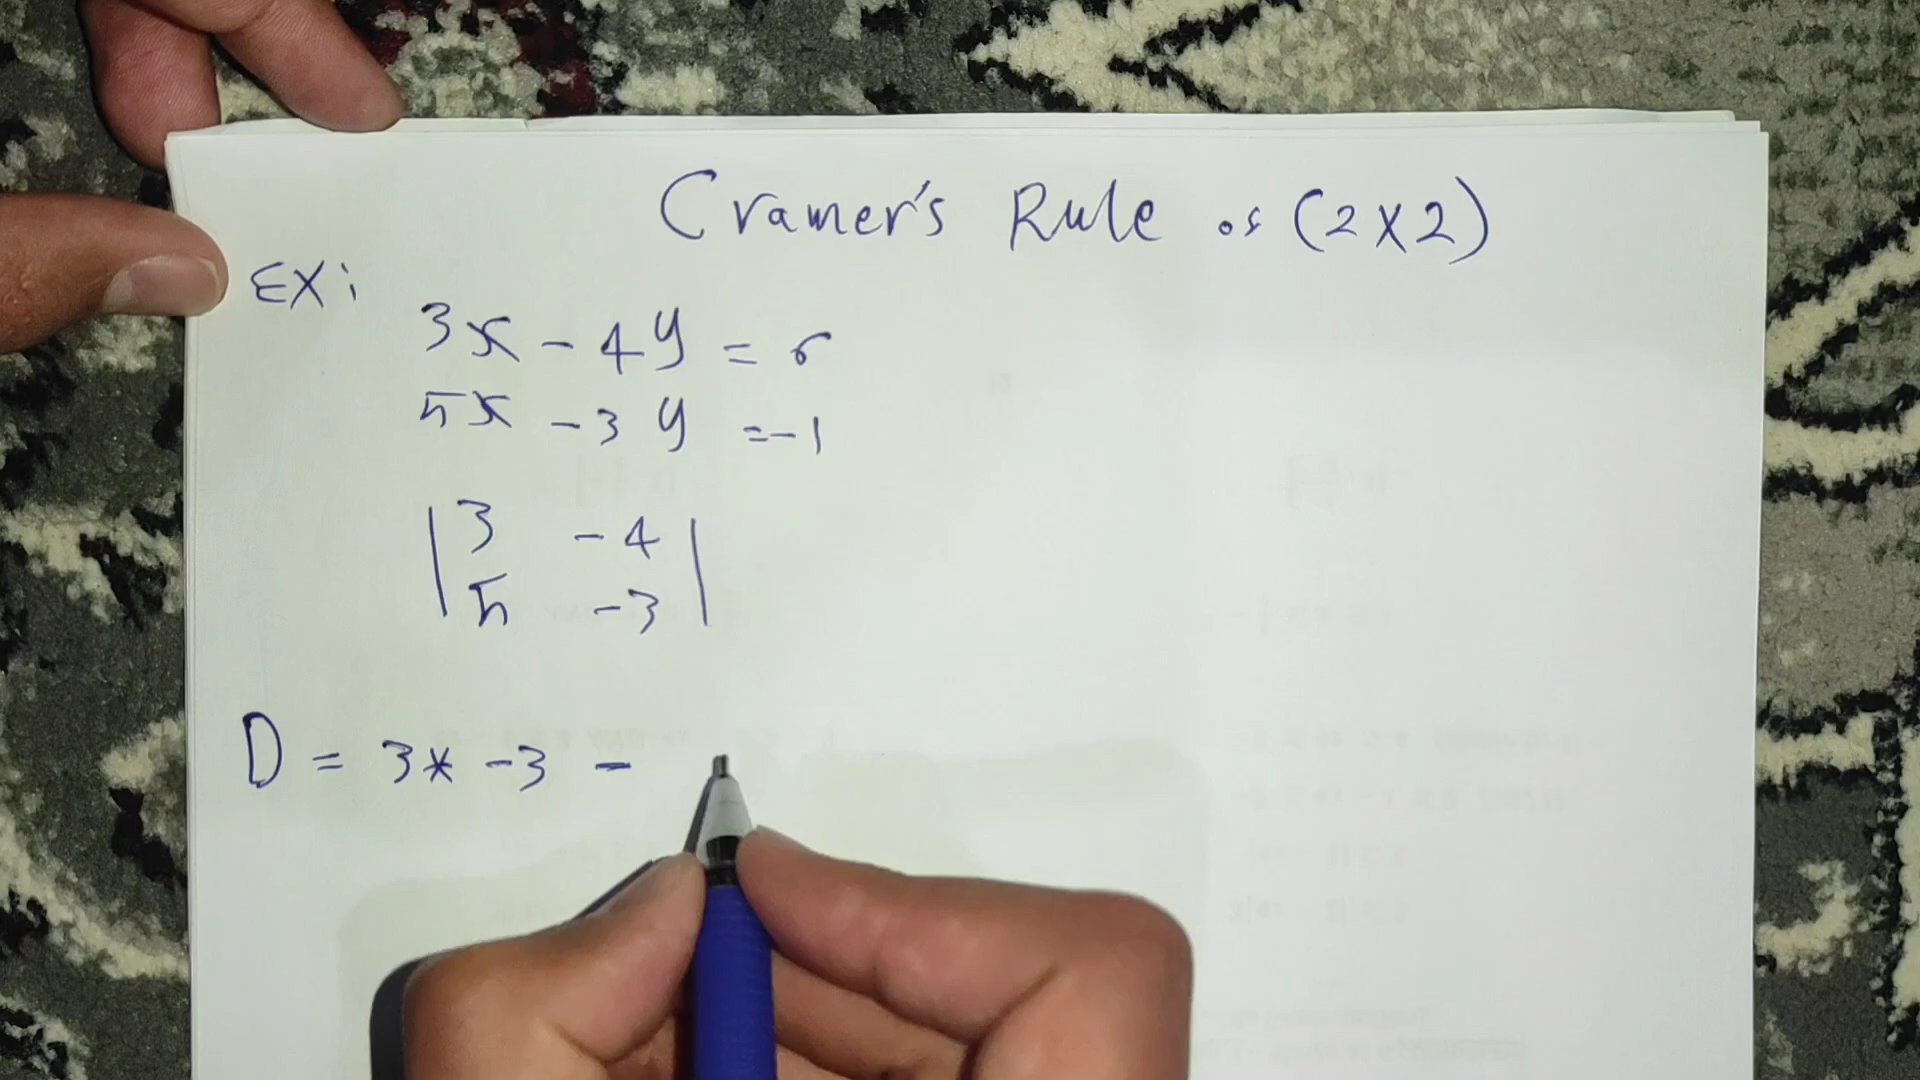 Cramer's Rule of (2X2)
EX:
3x - 4y = 6
5x - 3y = -1
| 3 -4 |
| 5 -3 |
D = 3* -3 -